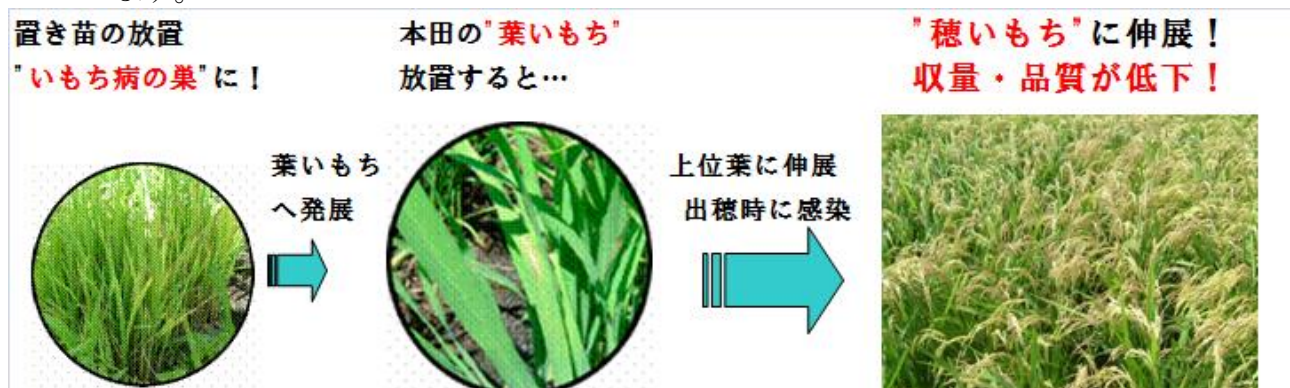 置き苗の放置
"いもち病の巣"に！
葉いもち
へ発展
本田の"葉いもち"
放置すると…
上位葉に伸展
出穂時に感染
"穂いもち"に伸展！
収量・品質が低下！